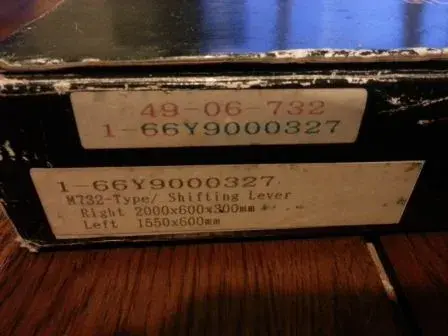 49-06-732
1-66Y9000327
1-66Y9000327
M732-Type/ Shifting Lever
Right 2000x600x300mm
Left 1550x600mm